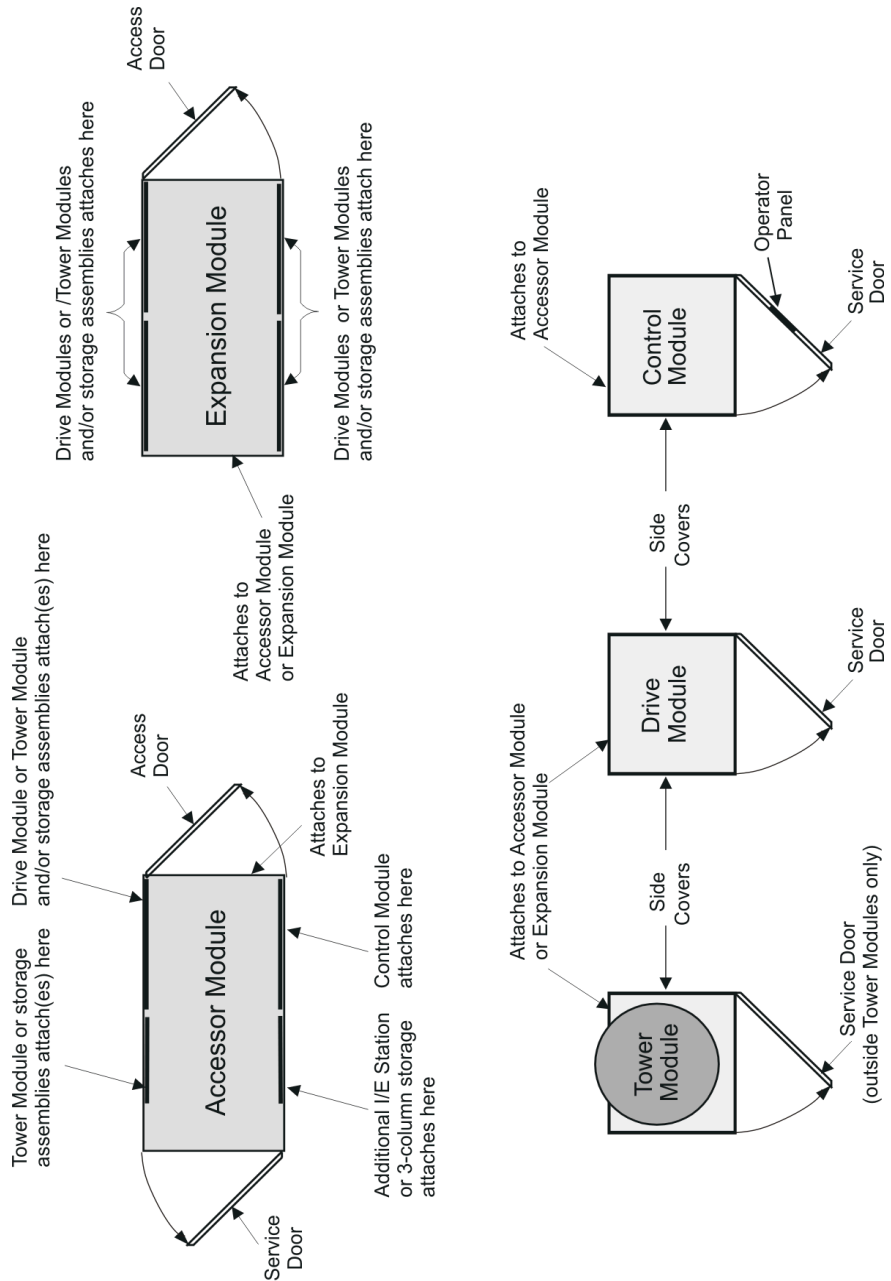 Tower Module or storage
assemblies attach(es) here
Drive Module or Tower Module
and/or storage assemblies attach(es) here
Access
Door
Accessor Module
Attaches to
Expansion Module
Service
Door
Additional I/E Station
or 3-column storage
attaches here
Control Module
attaches here
Drive Modules or /Tower Modules
and/or storage assemblies attaches here
Access
Door
Expansion Module
Attaches to
Accessor Module
or Expansion Module
Drive Modules or Tower Modules
and/or storage assemblies attach here
Attaches to Accessor Module
or Expansion Module
Attaches to
Accessor Module
Tower
Module
Side
Covers
Drive
Module
Side
Covers
Control
Module
Operator
Panel
Service Door
(outside Tower Modules only)
Service
Door
Service
Door